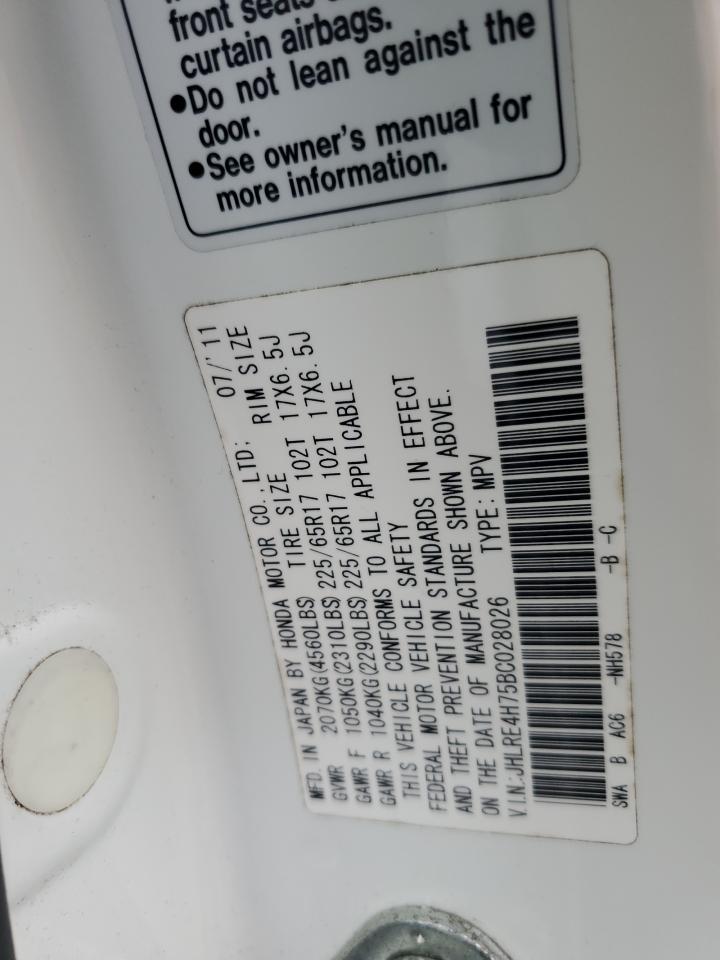 front seats
curtain airbags.
●Do not lean against the
door.
●See owner's manual for
more information.
MFD. IN JAPAN BY HONDA MOTOR CO., LTD; 07/'11
GVWR 2070KG(4560LBS) TIRE SIZE RIM SIZE
GAWR F 1050KG(2310LBS) 225/65R17 102T 17X6.5J
GAWR R 1040KG(2290LBS) 225/65R17 102T 17X6.5J
THIS VEHICLE CONFORMS TO ALL APPLICABLE
FEDERAL MOTOR VEHICLE SAFETY
AND THEFT PREVENTION STANDARDS IN EFFECT
ON THE DATE OF MANUFACTURE SHOWN ABOVE.
V.I.N.:JHLRE4H75BC028026 TYPE: MPV
SWA B AC6 -NH578 -B -C